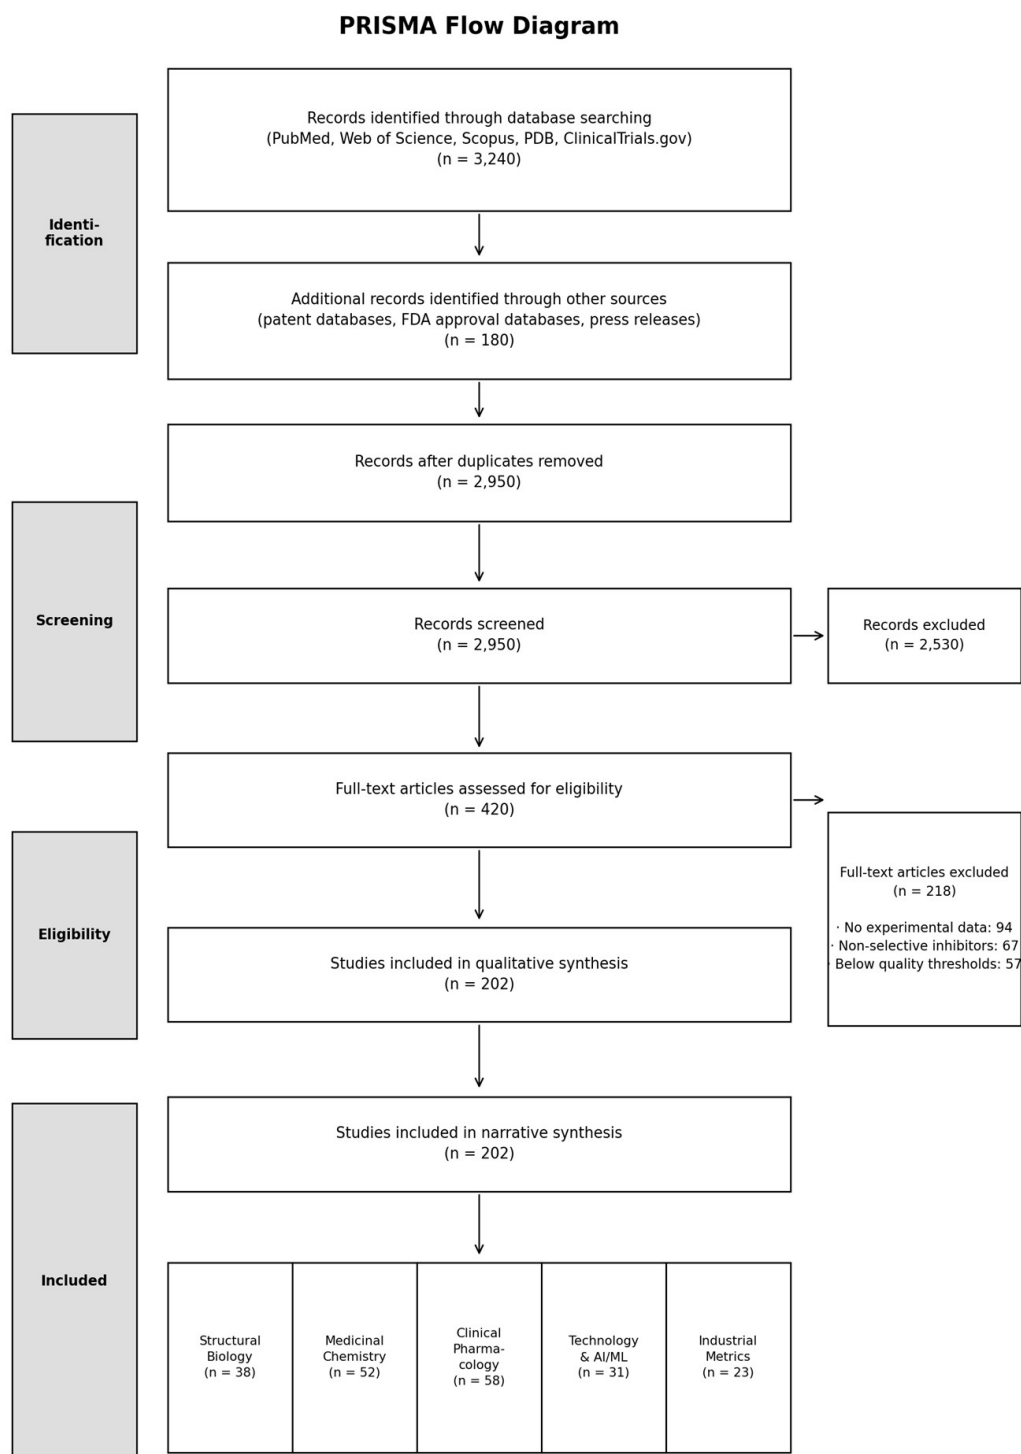 PRISMA Flow Diagram
Identi-
fication
Records identified through database searching
(PubMed, Web of Science, Scopus, PDB, ClinicalTrials.gov)
(n = 3,240)
Additional records identified through other sources
(patent databases, FDA approval databases, press releases)
(n = 180)
Records after duplicates removed
(n = 2,950)
Screening
Records screened
(n = 2,950)
Records excluded
(n = 2,530)
Full-text articles assessed for eligibility
(n = 420)
Full-text articles excluded
(n = 218)
· No experimental data: 94
· Non-selective inhibitors: 67
· Below quality thresholds: 57
Eligibility
Studies included in qualitative synthesis
(n = 202)
Studies included in narrative synthesis
(n = 202)
Included
Structural
Biology
(n = 38)
Medicinal
Chemistry
(n = 52)
Clinical
Pharma-
cology
(n = 58)
Technology
& AI/ML
(n = 31)
Industrial
Metrics
(n = 23)